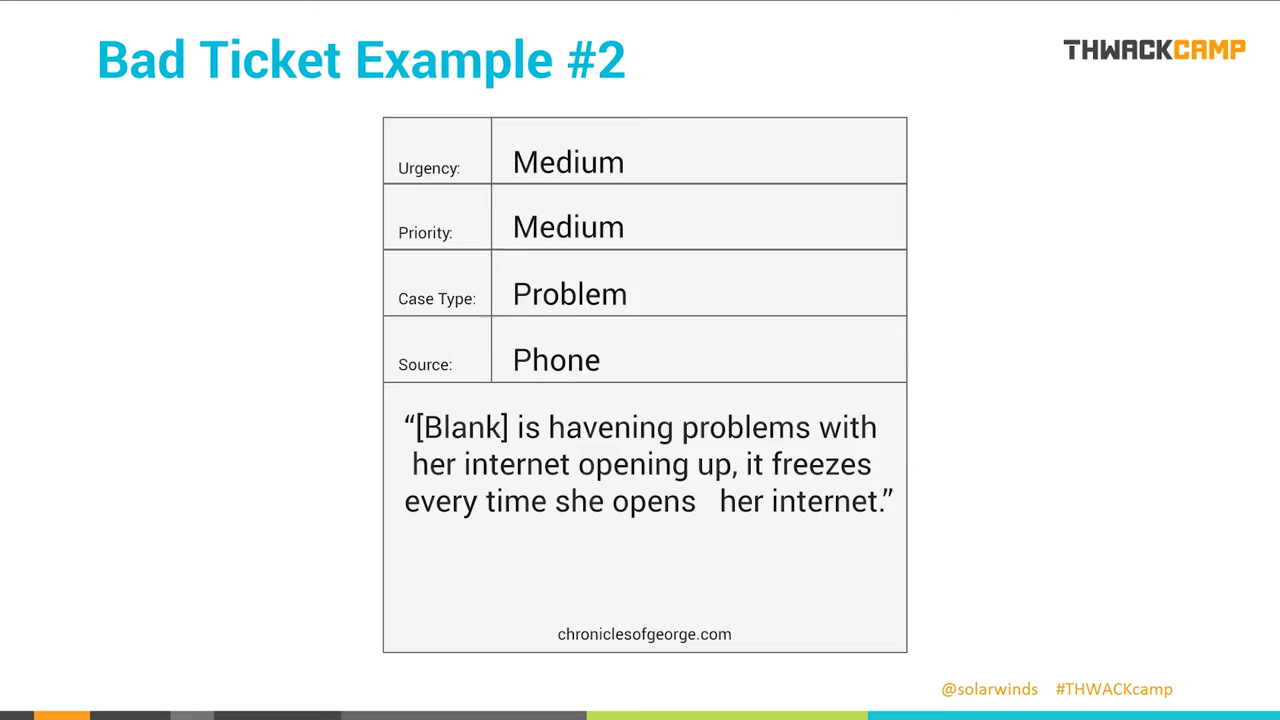 Bad Ticket Example #2
THWACKCAMP
Urgency: Medium
Priority: Medium
Case Type: Problem
Source: Phone
“[Blank] is havening problems with
her internet opening up, it freezes
every time she opens   her internet.”
chroniclesofgeorge.com
@solarwinds #THWACKcamp